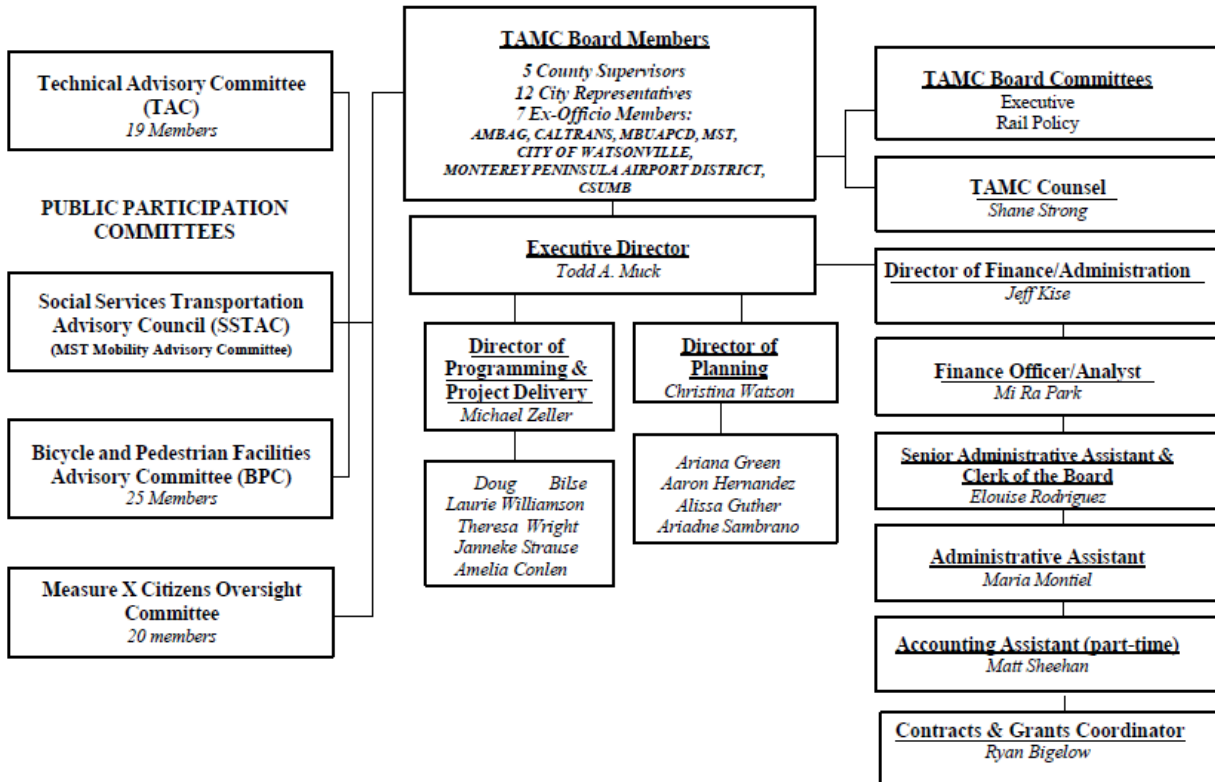 TAMC Board Members
5 County Supervisors
12 City Representatives
7 Ex-Officio Members:
AMBAG, CALTRANS, MBUAPCD, MST,
CITY OF WATSONVILLE,
MONTEREY PENINSULA AIRPORT DISTRICT,
CSUMB
Technical Advisory Committee
(TAC)
19 Members
PUBLIC PARTICIPATION
COMMITTEES
Social Services Transportation
Advisory Council (SSTAC)
(MST Mobility Advisory Committee)
Bicycle and Pedestrian Facilities
Advisory Committee (BPC)
25 Members
Measure X Citizens Oversight
Committee
20 members
TAMC Board Committees
Executive
Rail Policy
TAMC Counsel
Shane Strong
Executive Director
Todd A. Muck
Director of
Programming &
Project Delivery
Michael Zeller
Doug Bilse
Laurie Williamson
Theresa Wright
Janneke Strause
Amelia Conlen
Director of
Planning
Christina Watson
Ariana Green
Aaron Hernandez
Alissa Guther
Ariadne Sambrano
Director of Finance/Administration
Jeff Kise
Finance Officer/Analyst
Mi Ra Park
Senior Administrative Assistant &
Clerk of the Board
Elouise Rodriguez
Administrative Assistant
Maria Montiel
Accounting Assistant (part-time)
Matt Sheehan
Contracts & Grants Coordinator
Ryan Bigelow